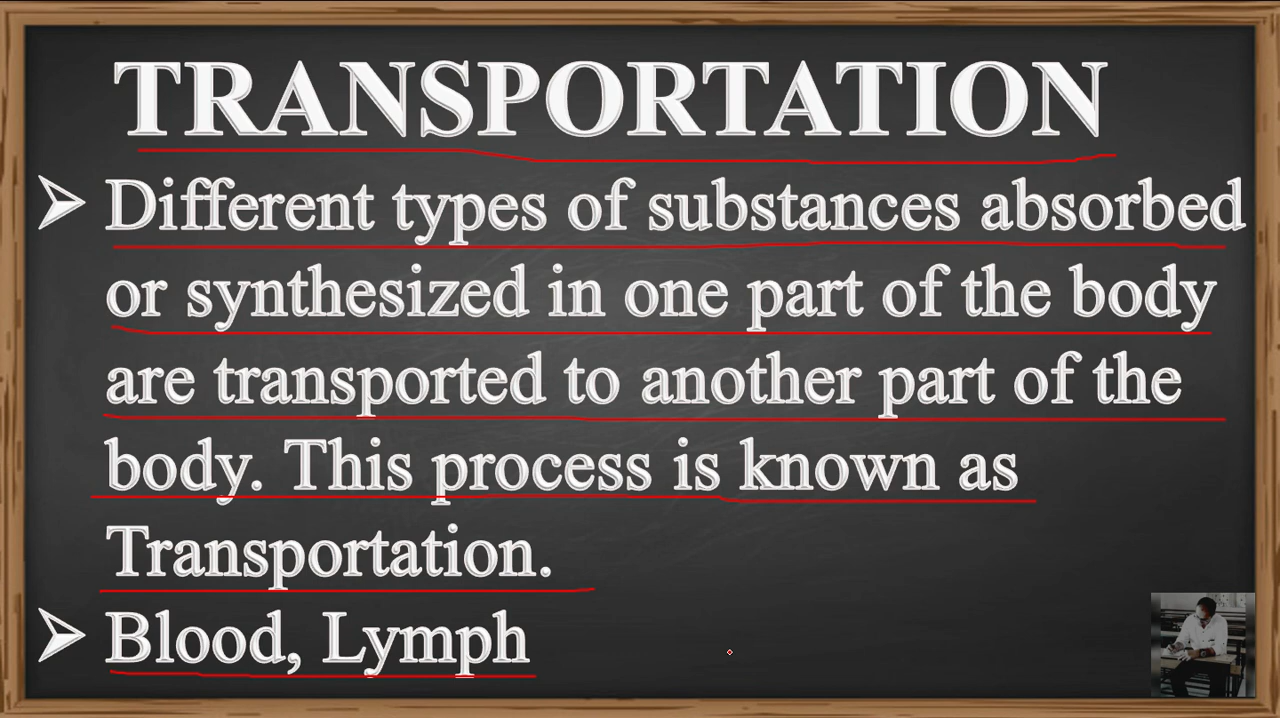 TRANSPORTATION
➢ Different types of substances absorbed
or synthesized in one part of the body
are transported to another part of the
body. This process is known as
Transportation.
➢ Blood, Lymph